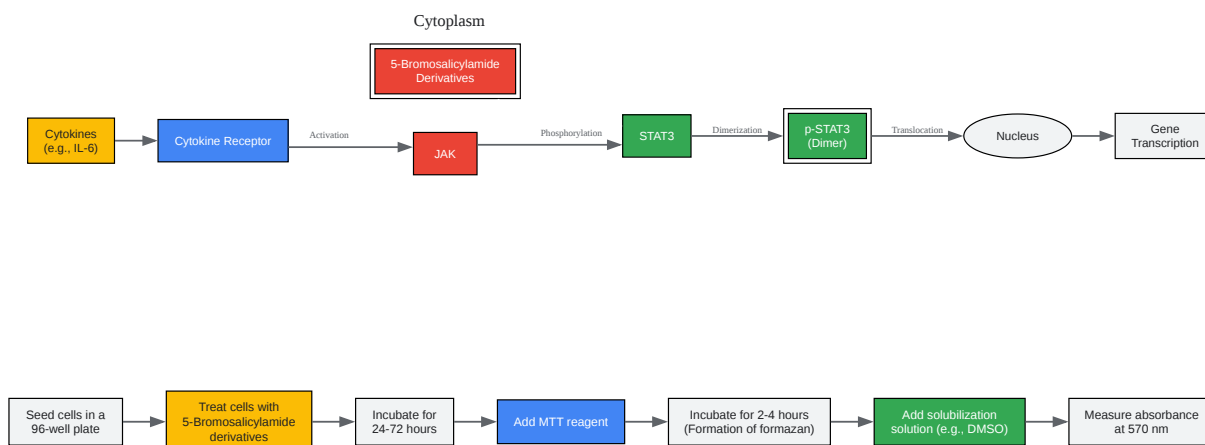 Cytoplasm
5-Bromosalicylamide
Derivatives
Cytokines
(e.g., IL-6)
Cytokine Receptor
Activation
JAK
Phosphorylation
STAT3
Dimerization
p-STAT3
(Dimer)
Translocation
Nucleus
Gene
Transcription
Seed cells in a
96-well plate
Treat cells with
5-Bromosalicylamide
derivatives
Incubate for
24-72 hours
Add MTT reagent
Incubate for 2-4 hours
(Formation of formazan)
Add solubilization
solution (e.g., DMSO)
Measure absorbance
at 570 nm